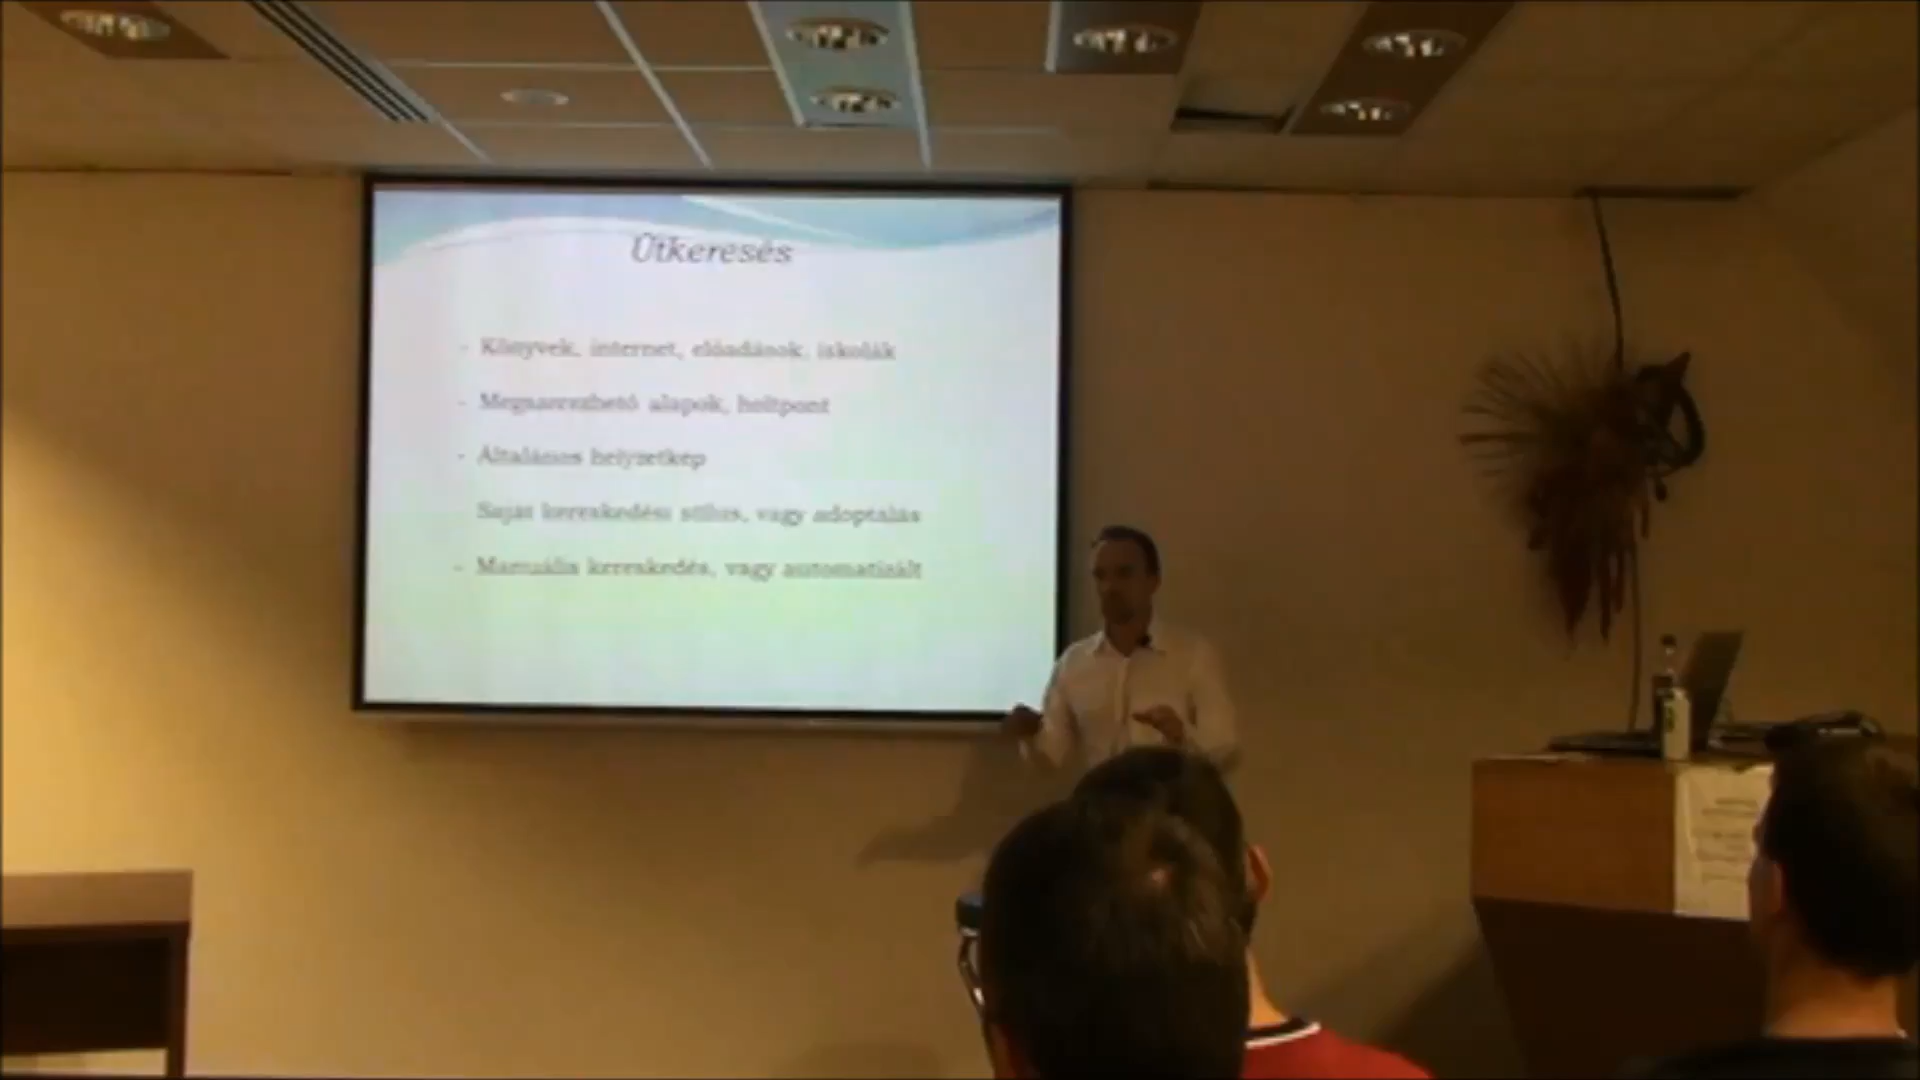 Útkeresés
- Könyvek, internet, előadások, iskolák
- Megszerezhető alapok, holtpont
- Általános helyzetkép
Saját kereskedési stílus, vagy adoptálás
- Manuális kereskedés, vagy automatizált